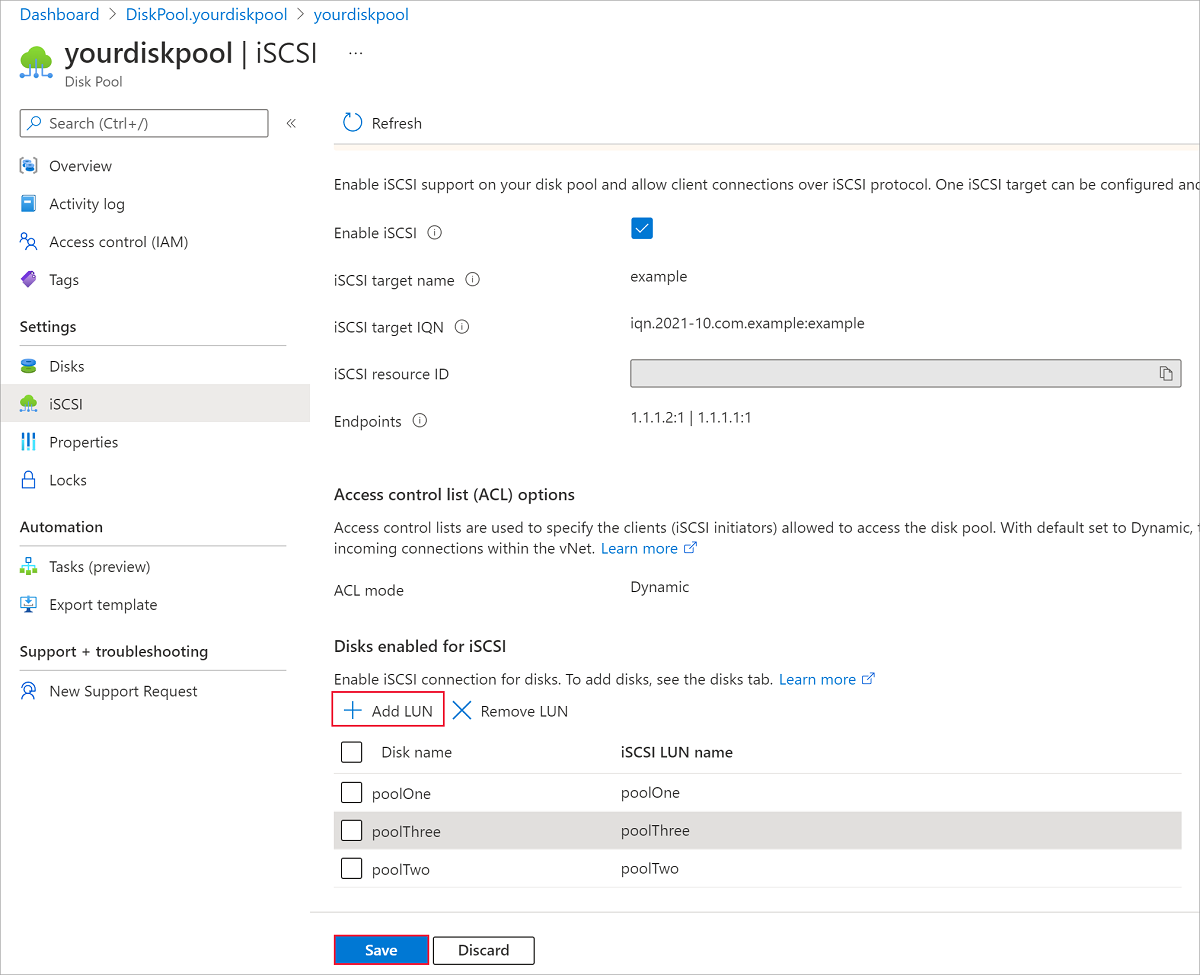 Dashboard > DiskPool.yourdiskpool > yourdiskpool
yourdiskpool | iSCSI ...
Disk Pool
Search (Ctrl+/)
«
Refresh
Overview
Activity log
Access control (IAM)
Tags
Settings
Disks
iSCSI
Properties
Locks
Automation
Tasks (preview)
Export template
Support + troubleshooting
New Support Request
Enable iSCSI support on your disk pool and allow client connections over iSCSI protocol. One iSCSI target can be configured and
Enable iSCSI
iSCSI target name example
iSCSI target IQN iqn.2021-10.com.example:example
iSCSI resource ID
Endpoints 1.1.1.2:1 | 1.1.1.1:1
Access control list (ACL) options
Access control lists are used to specify the clients (iSCSI initiators) allowed to access the disk pool. With default set to Dynamic,
incoming connections within the vNet. Learn more
ACL mode Dynamic
Disks enabled for iSCSI
Enable iSCSI connection for disks. To add disks, see the disks tab. Learn more
Add LUN Remove LUN
Disk name iSCSI LUN name
poolOne poolOne
poolThree poolThree
poolTwo poolTwo
Save Discard